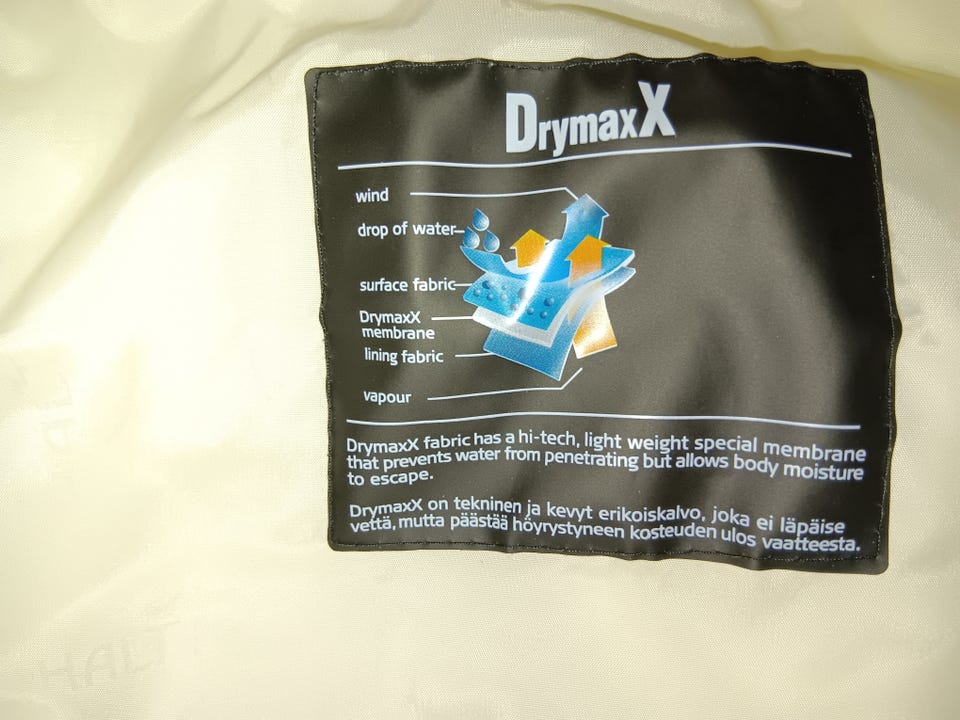 DrymaxX
wind
drop of water
surface fabric
DrymaxX
membrane
lining fabric
vapour
DrymaxX fabric has a hi-tech, light weight special membrane
that prevents water from penetrating but allows body moisture
to escape.
DrymaxX on tekninen ja kevyt erikoiskalvo, joka ei läpäise
vettä, mutta päästää höyrystyneen kosteuden ulos vaatteesta.
HALT